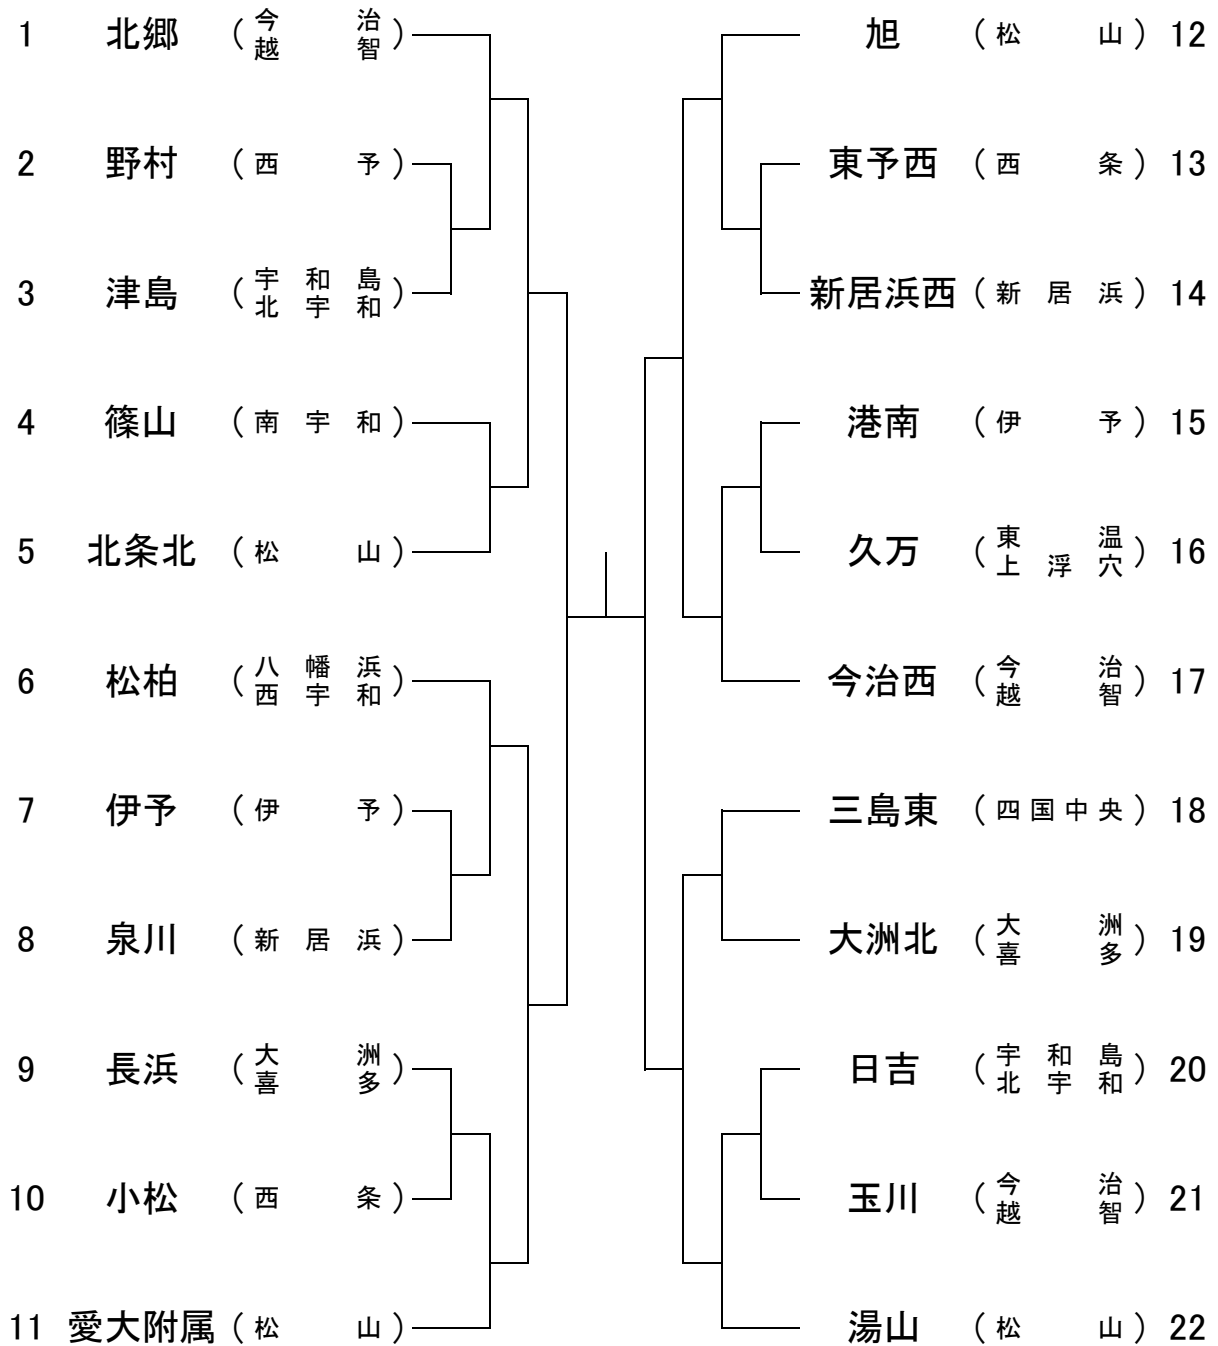 1 北郷 （今治越智）
2 野村 （西予）
3 津島 （宇和島北宇和）
4 篠山 （南宇和）
5 北条北 （松山）
6 松柏 （八幡浜西宇和）
7 伊予 （伊予）
8 泉川 （新居浜）
9 長浜 （大洲喜多）
10 小松 （西条）
11 愛大附属 （松山）
旭 （松山） 12
東予西 （西条） 13
新居浜西 （新居浜） 14
港南 （伊予） 15
久万 （東温上浮穴） 16
今治西 （今治越智） 17
三島東 （四国中央） 18
大洲北 （大洲喜多） 19
日吉 （宇和島北宇和） 20
玉川 （今治越智） 21
湯山 （松山） 22